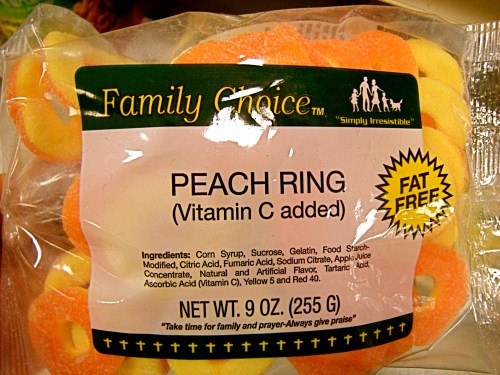 Family Choice™
"Simply Irresistible"
PEACH RING
(Vitamin C added)
FAT
FREE
Ingredients: Corn Syrup, Sucrose, Gelatin, Food Starch-
Modified, Citric Acid, Fumaric Acid, Sodium Citrate, Apple Juice
Concentrate, Natural and Artificial Flavor, Tartaric Acid,
Ascorbic Acid (Vitamin C), Yellow 5 and Red 40.
NET WT. 9 OZ. (255 G)
"Take time for family and prayer-Always give praise"